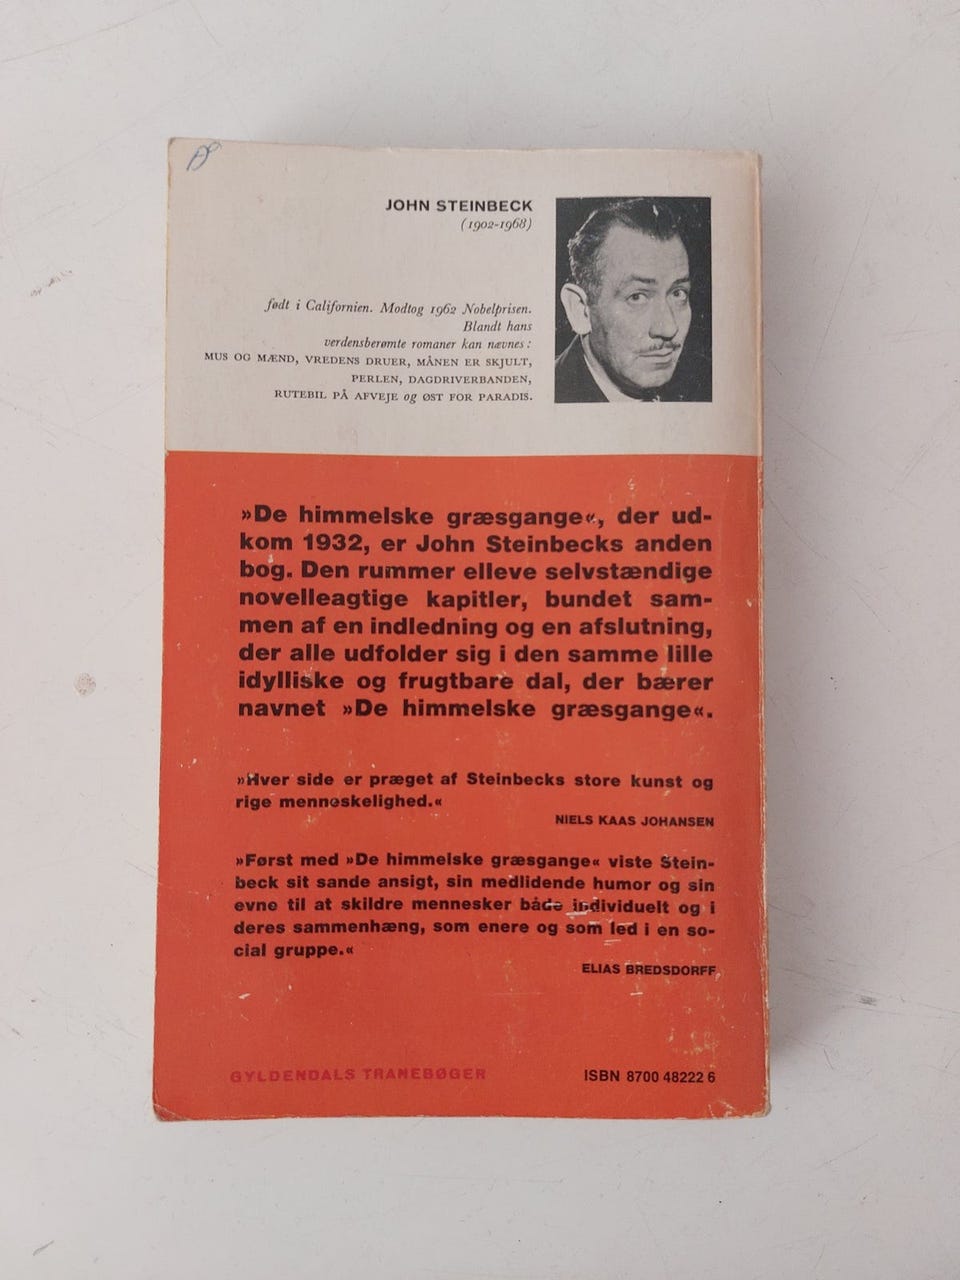 JOHN STEINBECK
(1902-1968)
født i Californien. Modtog 1962 Nobelprisen.
Blandt hans
verdensberømte romaner kan nævnes:
MUS OG MÆND, VREDENS DRUER, MÅNEN ER SKJULT,
PERLEN, DAGDRIVERBANDEN,
RUTEBIL PÅ AFVEJE og ØST FOR PARADIS.
»De himmelske græsgange«, der ud-
kom 1932, er John Steinbecks anden
bog. Den rummer elleve selvstændige
novelleagtige kapitler, bundet sam-
men af en indledning og en afslutning,
der alle udfolder sig i den samme lille
idylliske og frugtbare dal, der bærer
navnet »De himmelske græsgange«.
»Hver side er præget af Steinbecks store kunst og
rige menneskelighed.«
NIELS KAAS JOHANSEN
»Først med »De himmelske græsgange« viste Stein-
beck sit sande ansigt, sin medlidende humor og sin
evne til at skildre mennesker både individuelt og i
deres sammenhæng, som enere og som led i en so-
cial gruppe.«
ELIAS BREDSDORFF
GYLDENDALS TRANEBØGER
ISBN 8700 48222 6